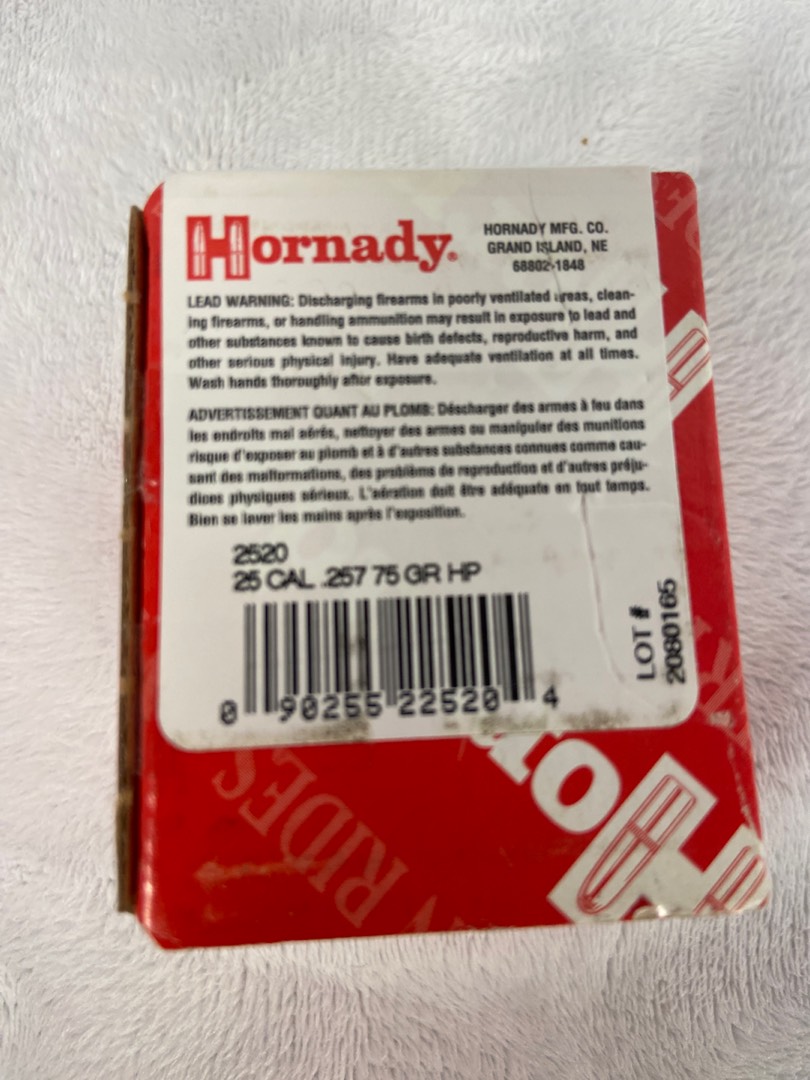 Hornady®
HORNADY MFG. CO.
GRAND ISLAND, NE
68802-1848
LEAD WARNING: Discharging firearms in poorly ventilated areas, clean-
ing firearms, or handling ammunition may result in exposure to lead and
other substances known to cause birth defects, reproductive harm, and
other serious physical injury. Have adequate ventilation at all times.
Wash hands thoroughly after exposure.
ADVERTISSEMENT QUANT AU PLOMB: Déscharger des armes à feu dans
les endroits mal aérés, nettoyer des armes ou manipuler des munitions
risque d'exposer au plomb et à d'autres substances connues comme cau-
sant des malformations, des problèms de reproduction et d'autres préju-
dices physiques sérieux. L'aération doit être adéquate en tout temps.
Bien se laver les mains après l'exposition.
2520
25 CAL .257 75 GR HP
0 90255 22520 4
LOT #
2080165
RIDES